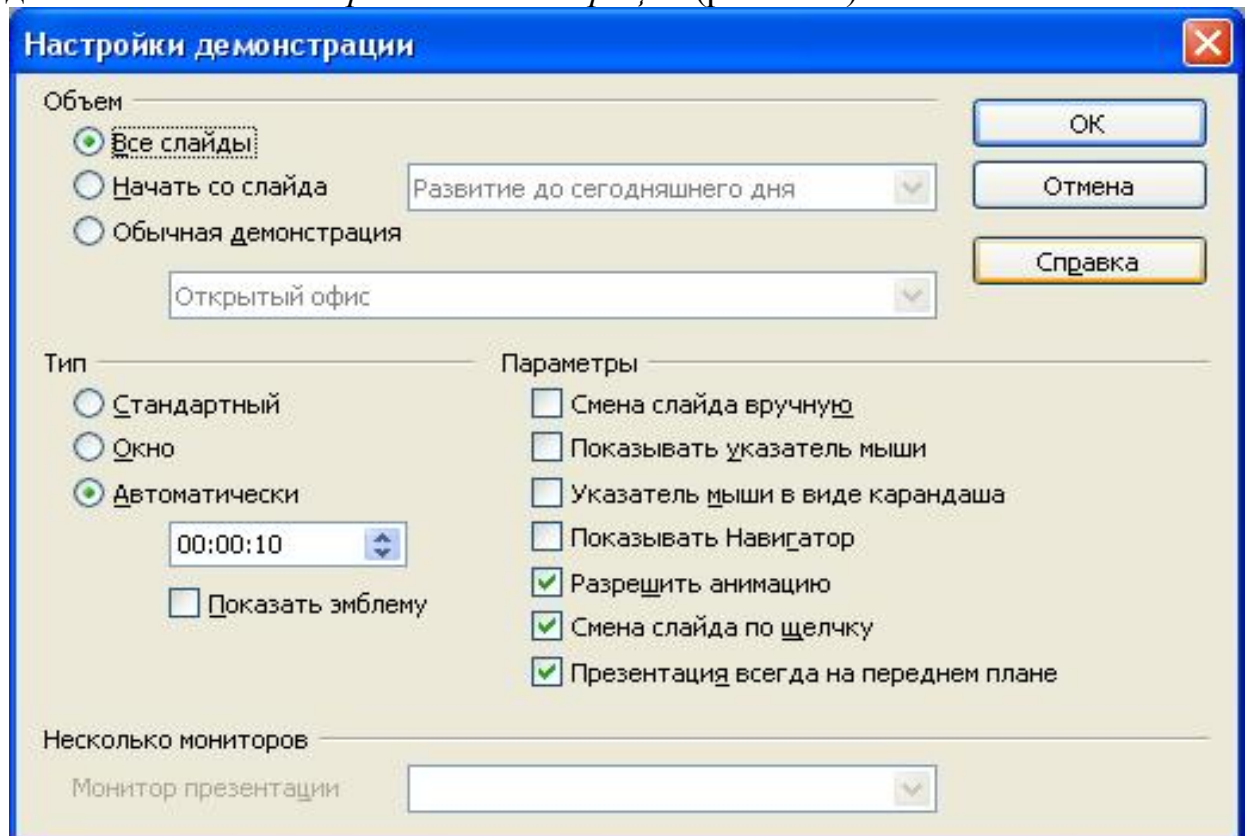 Настройки демонстрации
Объем
Все слайды
Начать со слайда
Развитие до сегодняшнего дня
Обычная демонстрация
Открытый офис
ОК
Отмена
Справка
Тип
Стандартный
Окно
Автоматически
00:00:10
Показать эмблему
Параметры
Смена слайда вручную
Показывать указатель мыши
Указатель мыши в виде карандаша
Показывать Навигатор
Разрешить анимацию
Смена слайда по щелчку
Презентация всегда на переднем плане
Несколько мониторов
Монитор презентации